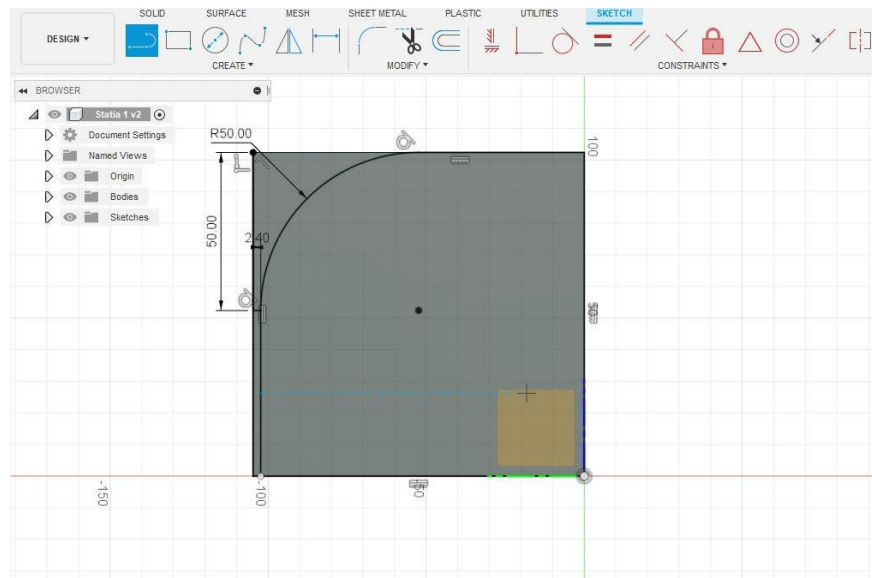 SOLID SURFACE MESH SHEET METAL PLASTIC UTILITIES SKETCH
DESIGN
CREATE MODIFY CONSTRAINTS
BROWSER
Statia 1 v2
Document Settings
Named Views
Origin
Bodies
Sketches
R50.00
100
50.00
2.40
50
-150
-100
-50